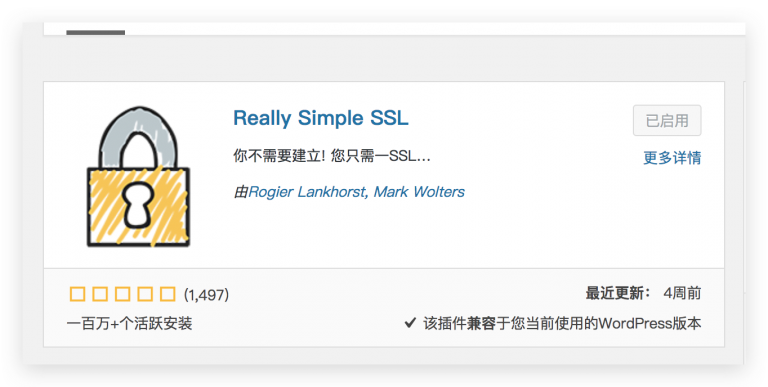 Really Simple SSL
已启用
你不需要建立! 您只需一SSL...
更多详情
由Rogier Lankhorst, Mark Wolters
(1,497)
最近更新： 4周前
一百万+个活跃安装
该插件兼容于您当前使用的WordPress版本